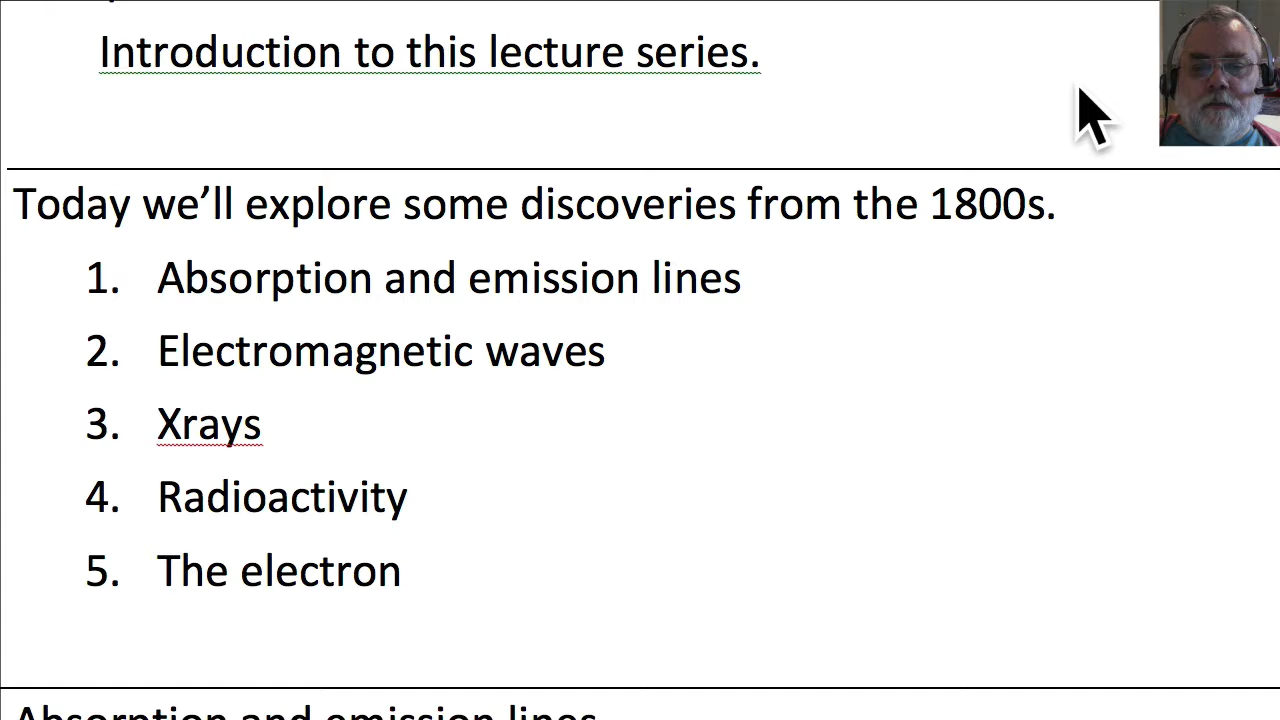 Introduction to this lecture series.
Today we’ll explore some discoveries from the 1800s.
1. Absorption and emission lines
2. Electromagnetic waves
3. Xrays
4. Radioactivity
5. The electron
Absorption and emission lines